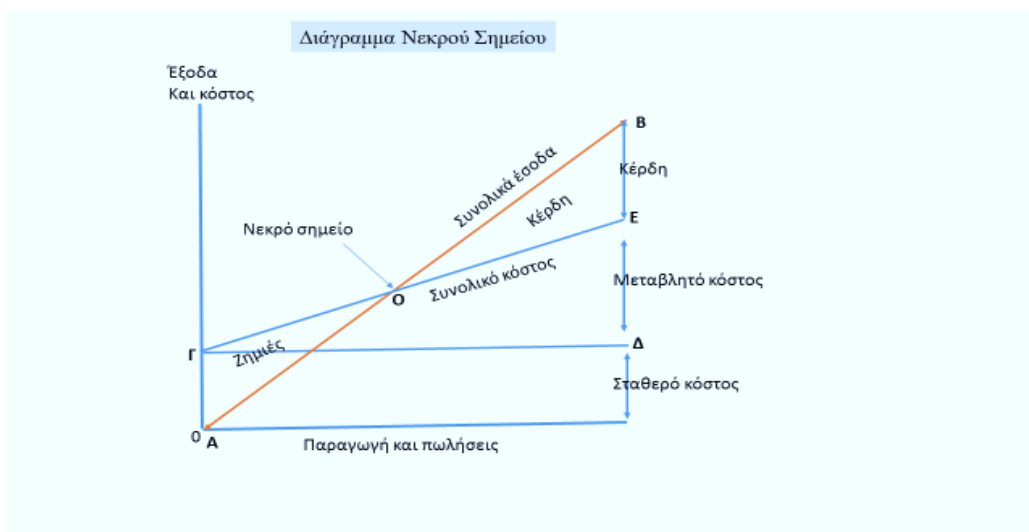 Διάγραμμα Νεκρού Σημείου
Έξοδα
Και κόστος
Β
Συνολικά έσοδα
Κέρδη
Κέρδη
Ε
Νεκρό σημείο
Συνολικό κόστος
Μεταβλητό κόστος
Ο
Γ
Ζημιές
Δ
Σταθερό κόστος
0
Α
Παραγωγή και πωλήσεις